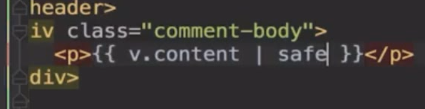 header>
iv class="comment-body">
<p>{{ v.content | safe }}</p>
div>